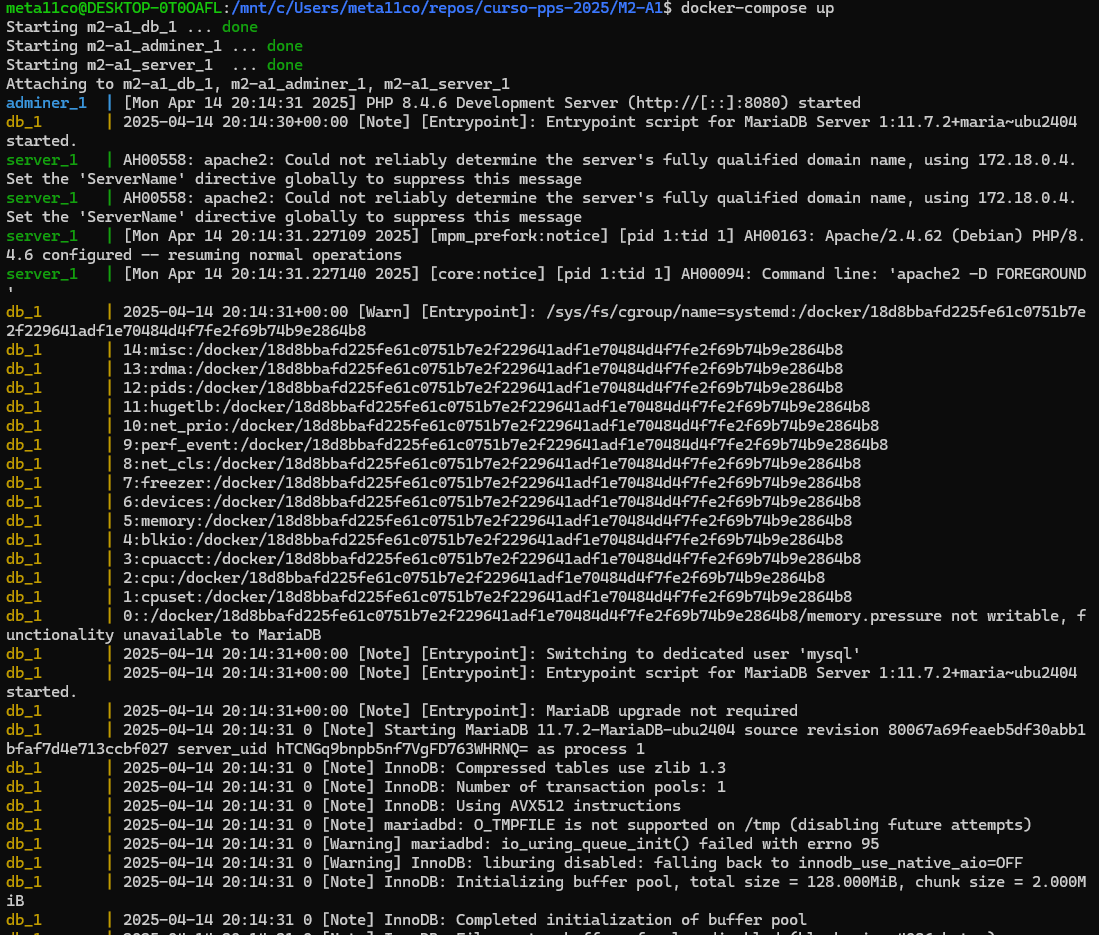 meta11co@DESKTOP-0T0OAFL:/mnt/c/Users/meta11co/repos/curso-pps-2025/M2-A1$ docker-compose up
Starting m2-a1_db_1 ... done
Starting m2-a1_adminer_1 ... done
Starting m2-a1_server_1  ... done
Attaching to m2-a1_db_1, m2-a1_adminer_1, m2-a1_server_1
adminer_1  | [Mon Apr 14 20:14:31 2025] PHP 8.4.6 Development Server (http://[::]:8080) started
db_1       | 2025-04-14 20:14:30+00:00 [Note] [Entrypoint]: Entrypoint script for MariaDB Server 1:11.7.2+maria~ubu2404
started.
server_1   | AH00558: apache2: Could not reliably determine the server's fully qualified domain name, using 172.18.0.4.
Set the 'ServerName' directive globally to suppress this message
server_1   | AH00558: apache2: Could not reliably determine the server's fully qualified domain name, using 172.18.0.4.
Set the 'ServerName' directive globally to suppress this message
server_1   | [Mon Apr 14 20:14:31.227109 2025] [mpm_prefork:notice] [pid 1:tid 1] AH00163: Apache/2.4.62 (Debian) PHP/8.
4.6 configured -- resuming normal operations
server_1   | [Mon Apr 14 20:14:31.227140 2025] [core:notice] [pid 1:tid 1] AH00094: Command line: 'apache2 -D FOREGROUND
'
db_1       | 2025-04-14 20:14:31+00:00 [Warn] [Entrypoint]: /sys/fs/cgroup/name=systemd:/docker/18d8bbafd225fe61c0751b7e
2f229641adf1e70484d4f7fe2f69b74b9e2864b8
db_1       | 14:misc:/docker/18d8bbafd225fe61c0751b7e2f229641adf1e70484d4f7fe2f69b74b9e2864b8
db_1       | 13:rdma:/docker/18d8bbafd225fe61c0751b7e2f229641adf1e70484d4f7fe2f69b74b9e2864b8
db_1       | 12:pids:/docker/18d8bbafd225fe61c0751b7e2f229641adf1e70484d4f7fe2f69b74b9e2864b8
db_1       | 11:hugetlb:/docker/18d8bbafd225fe61c0751b7e2f229641adf1e70484d4f7fe2f69b74b9e2864b8
db_1       | 10:net_prio:/docker/18d8bbafd225fe61c0751b7e2f229641adf1e70484d4f7fe2f69b74b9e2864b8
db_1       | 9:perf_event:/docker/18d8bbafd225fe61c0751b7e2f229641adf1e70484d4f7fe2f69b74b9e2864b8
db_1       | 8:net_cls:/docker/18d8bbafd225fe61c0751b7e2f229641adf1e70484d4f7fe2f69b74b9e2864b8
db_1       | 7:freezer:/docker/18d8bbafd225fe61c0751b7e2f229641adf1e70484d4f7fe2f69b74b9e2864b8
db_1       | 6:devices:/docker/18d8bbafd225fe61c0751b7e2f229641adf1e70484d4f7fe2f69b74b9e2864b8
db_1       | 5:memory:/docker/18d8bbafd225fe61c0751b7e2f229641adf1e70484d4f7fe2f69b74b9e2864b8
db_1       | 4:blkio:/docker/18d8bbafd225fe61c0751b7e2f229641adf1e70484d4f7fe2f69b74b9e2864b8
db_1       | 3:cpuacct:/docker/18d8bbafd225fe61c0751b7e2f229641adf1e70484d4f7fe2f69b74b9e2864b8
db_1       | 2:cpu:/docker/18d8bbafd225fe61c0751b7e2f229641adf1e70484d4f7fe2f69b74b9e2864b8
db_1       | 1:cpuset:/docker/18d8bbafd225fe61c0751b7e2f229641adf1e70484d4f7fe2f69b74b9e2864b8
db_1       | 0::/docker/18d8bbafd225fe61c0751b7e2f229641adf1e70484d4f7fe2f69b74b9e2864b8/memory.pressure not writable, f
unctionality unavailable to MariaDB
db_1       | 2025-04-14 20:14:31+00:00 [Note] [Entrypoint]: Switching to dedicated user 'mysql'
db_1       | 2025-04-14 20:14:31+00:00 [Note] [Entrypoint]: Entrypoint script for MariaDB Server 1:11.7.2+maria~ubu2404
started.
db_1       | 2025-04-14 20:14:31+00:00 [Note] [Entrypoint]: MariaDB upgrade not required
db_1       | 2025-04-14 20:14:31 0 [Note] Starting MariaDB 11.7.2-MariaDB-ubu2404 source revision 80067a69feaeb5df30abb1
bfaf7d4e713ccbf027 server_uid hTCNGq9bnpb5nf7VgFD763WHRNQ= as process 1
db_1       | 2025-04-14 20:14:31 0 [Note] InnoDB: Compressed tables use zlib 1.3
db_1       | 2025-04-14 20:14:31 0 [Note] InnoDB: Number of transaction pools: 1
db_1       | 2025-04-14 20:14:31 0 [Note] InnoDB: Using AVX512 instructions
db_1       | 2025-04-14 20:14:31 0 [Note] mariadbd: O_TMPFILE is not supported on /tmp (disabling future attempts)
db_1       | 2025-04-14 20:14:31 0 [Warning] mariadbd: io_uring_queue_init() failed with errno 95
db_1       | 2025-04-14 20:14:31 0 [Warning] InnoDB: liburing disabled: falling back to innodb_use_native_aio=OFF
db_1       | 2025-04-14 20:14:31 0 [Note] InnoDB: Initializing buffer pool, total size = 128.000MiB, chunk size = 2.000M
iB
db_1       | 2025-04-14 20:14:31 0 [Note] InnoDB: Completed initialization of buffer pool